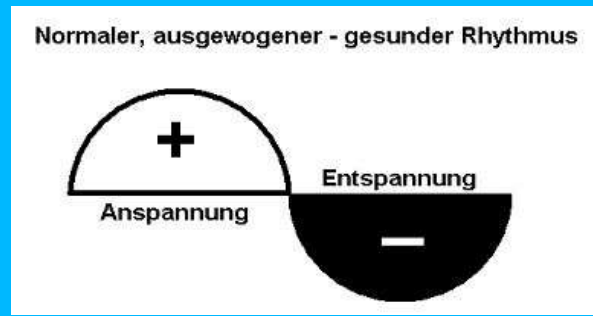 Normaler, ausgewogener - gesunder Rhythmus
+
Entspannung
Anspannung
–